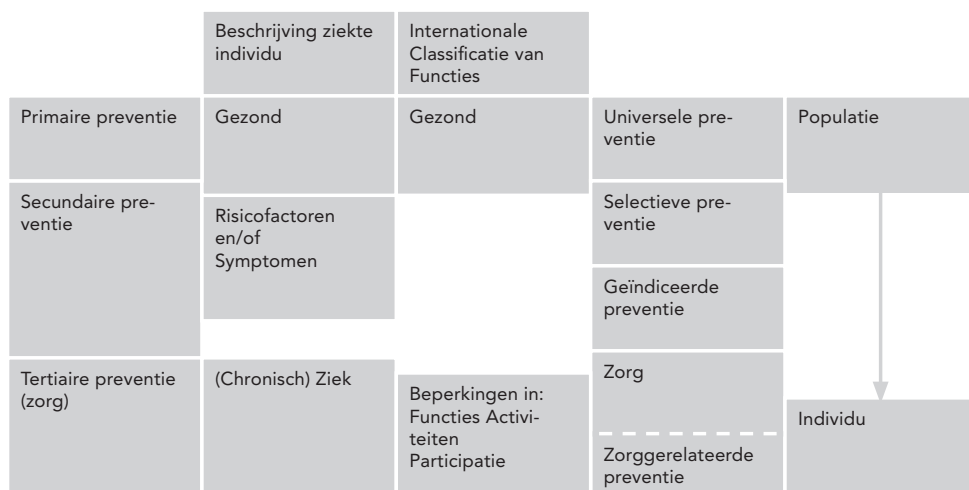 Beschrijving ziekte
individu
Internationale
Classificatie van
Functies
Primaire preventie
Gezond
Gezond
Universele pre-
ventie
Populatie
Secundaire pre-
ventie
Risicofactoren
en/of
Symptomen
Selectieve pre-
ventie
Geïndiceerde
preventie
Tertiaire preventie
(zorg)
(Chronisch) Ziek
Beperkingen in:
Functies Activi-
teiten
Participatie
Zorg
Zorggerelateerde
preventie
Individu